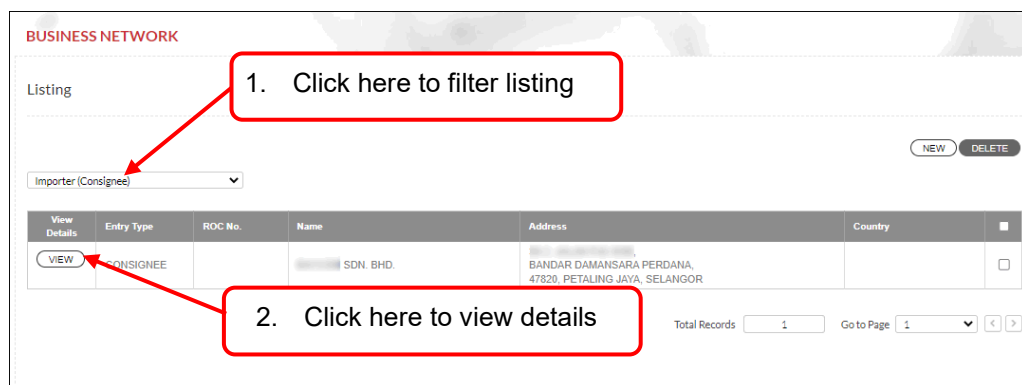 BUSINESS NETWORK
1. Click here to filter listing
Listing
NEW DELETE
Importer (Consignee)
View Details Entry Type ROC No. Name Address Country
VIEW CONSIGNEE SDN. BHD. BANDAR DAMANSARA PERDANA,
47820, PETALING JAYA, SELANGOR
2. Click here to view details
Total Records 1 Go to Page 1 < >